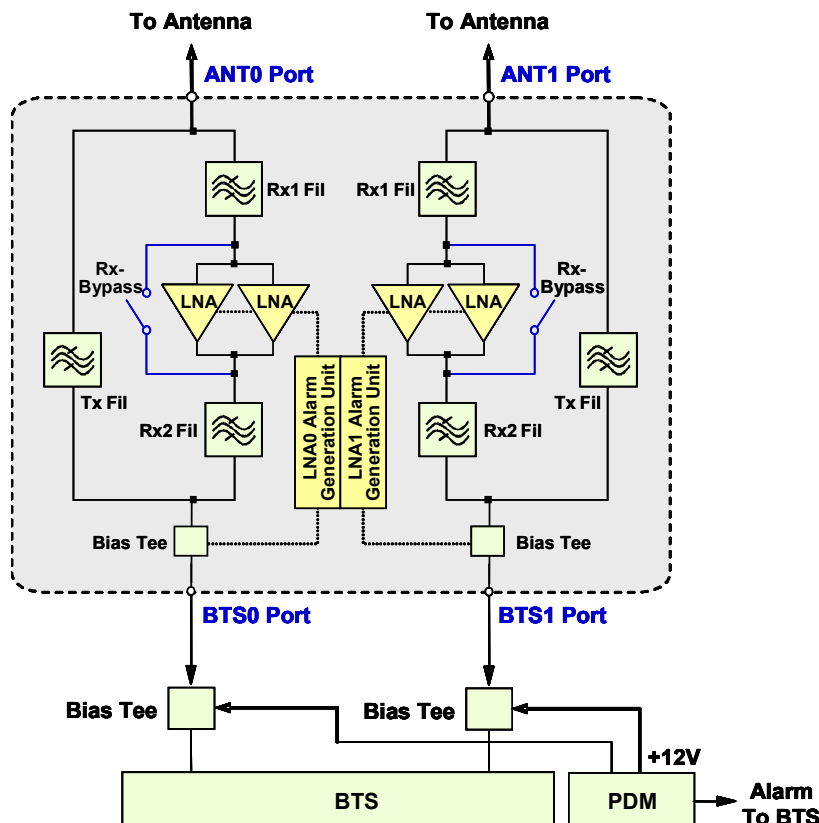 To Antenna
To Antenna
ANT0 Port
ANT1 Port
Rx1 Fil
Rx1 Fil
Rx-
Bypass
Rx-
Bypass
LNA
LNA
LNA
LNA
Tx Fil
Tx Fil
Rx2 Fil
Rx2 Fil
LNA0 Alarm
Generation Unit
LNA1 Alarm
Generation Unit
Bias Tee
Bias Tee
BTS0 Port
BTS1 Port
Bias Tee
Bias Tee
+12V
BTS
PDM
Alarm
To BTS